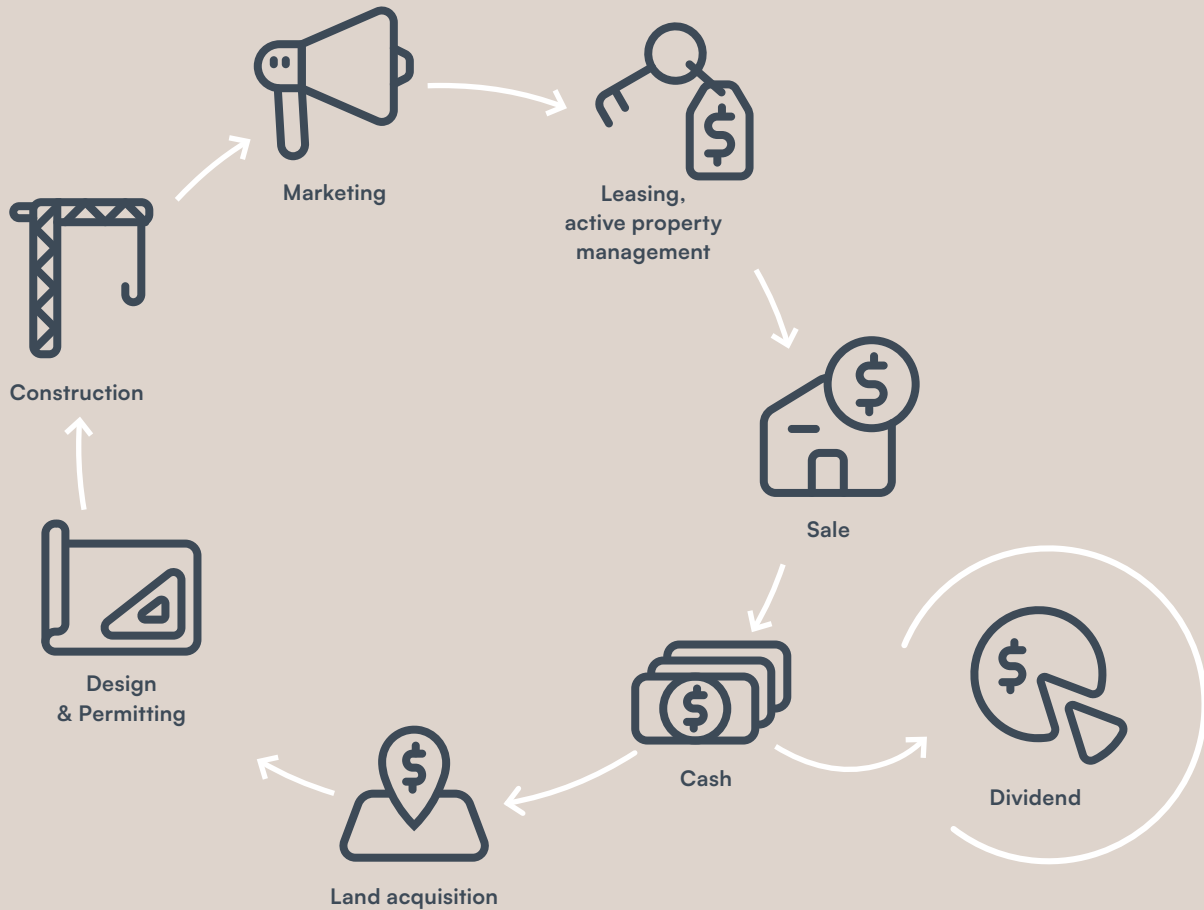 Marketing
Leasing,
active property
management
Construction
Sale
Design
& Permitting
Cash
Dividend
Land acquisition